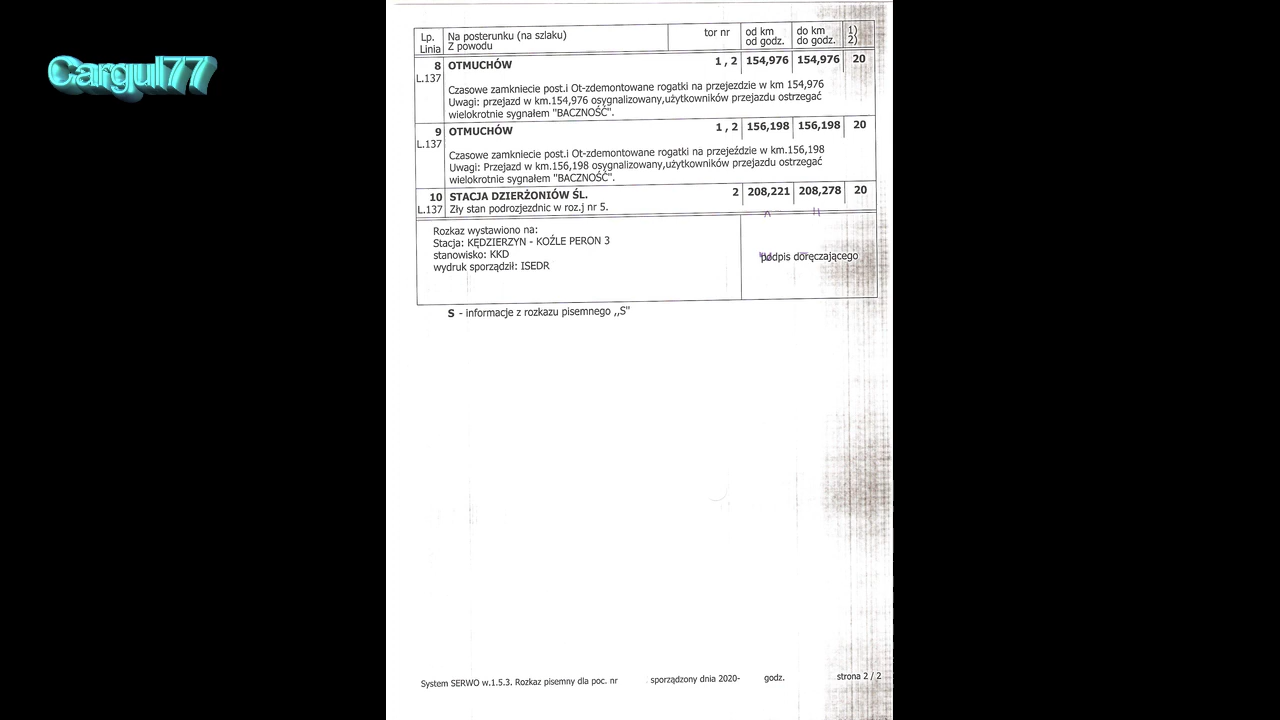 Cargul77
Lp. Na posterunku (na szlaku) tor nr od km do km 1)
Linia Z powodu od godz. do godz. 2)
8 OTMUCHÓW 1 , 2 154,976 154,976 20
L.137
Czasowe zamkniecie post.i Ot-zdemontowane rogatki na przejezdzie w km 154,976
Uwagi: przejazd w km.154,976 osygnalizowany,użytkowników przejazdu ostrzegać
wielokrotnie sygnałem "BACZNOŚĆ".
9 OTMUCHÓW 1 , 2 156,198 156,198 20
L.137
Czasowe zamkniecie post.i Ot-zdemontowane rogatki na przejeździe w km.156,198
Uwagi: Przejazd w km.156,198 osygnalizowany,użytkowników przejazdu ostrzegać
wielokrotnie sygnałem "BACZNOŚĆ".
10 STACJA DZIERŻONIÓW ŚL. 2 208,221 208,278 20
L.137 Zły stan podrozjezdnic w roz.j nr 5.
Rozkaz wystawiono na:
Stacja: KĘDZIERZYN - KOŹLE PERON 3
stanowisko: KKD
wydruk sporządził: ISEDR
podpis doręczającego
S - informacje z rozkazu pisemnego ,,S"
System SERWO w.1.5.3. Rozkaz pisemny dla poc. nr sporządzony dnia 2020- godz. strona 2 / 2